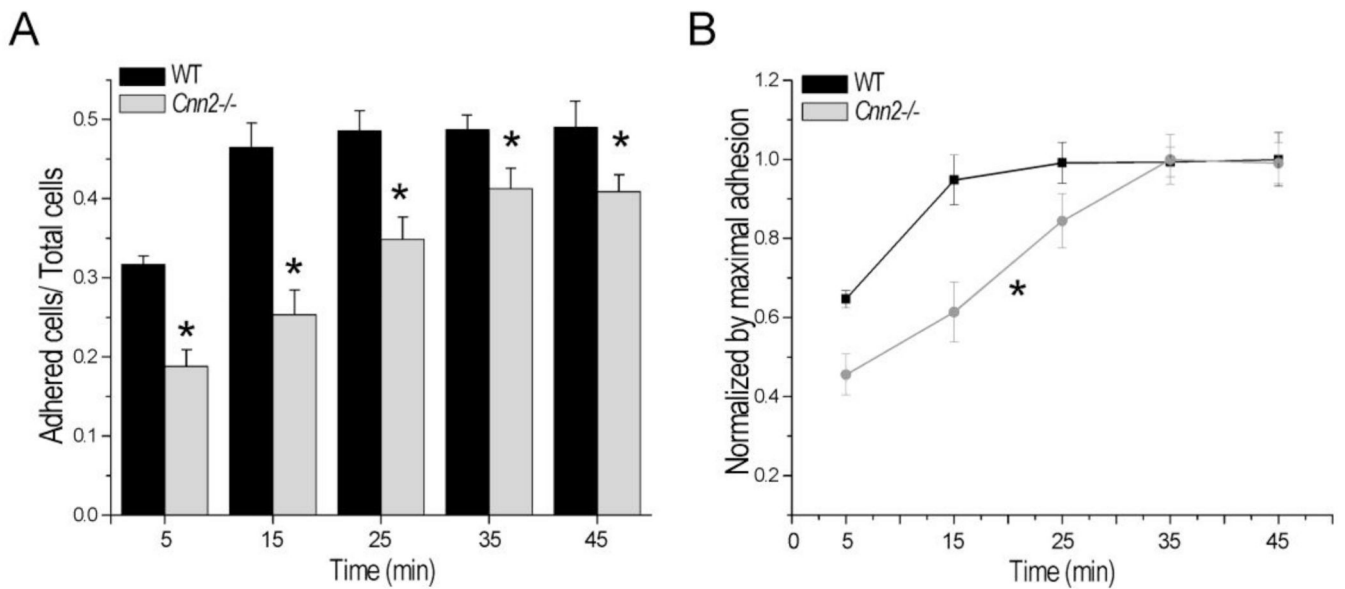 A
WT
Cnn2-/-
Adhered cells/ Total cells
0.5
0.4
0.3
0.2
0.1
0.0
*
*
*
*
*
5 15 25 35 45
Time (min)
B
WT
Cnn2-/-
Normalized by maximal adhesion
1.2
1.0
0.8
0.6
0.4
0.2
*
0 5 15 25 35 45
Time (min)